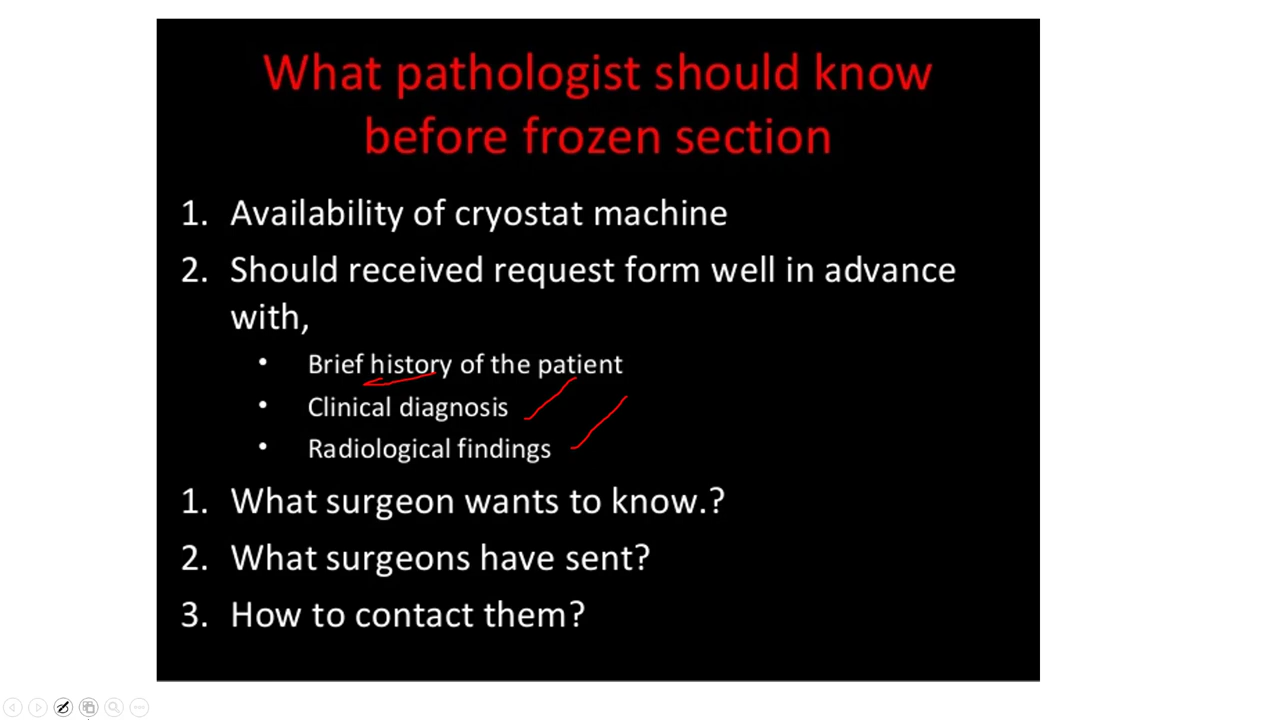 What pathologist should know
before frozen section
1. Availability of cryostat machine
2. Should received request form well in advance
with,
• Brief history of the patient
• Clinical diagnosis
• Radiological findings
1. What surgeon wants to know.?
2. What surgeons have sent?
3. How to contact them?